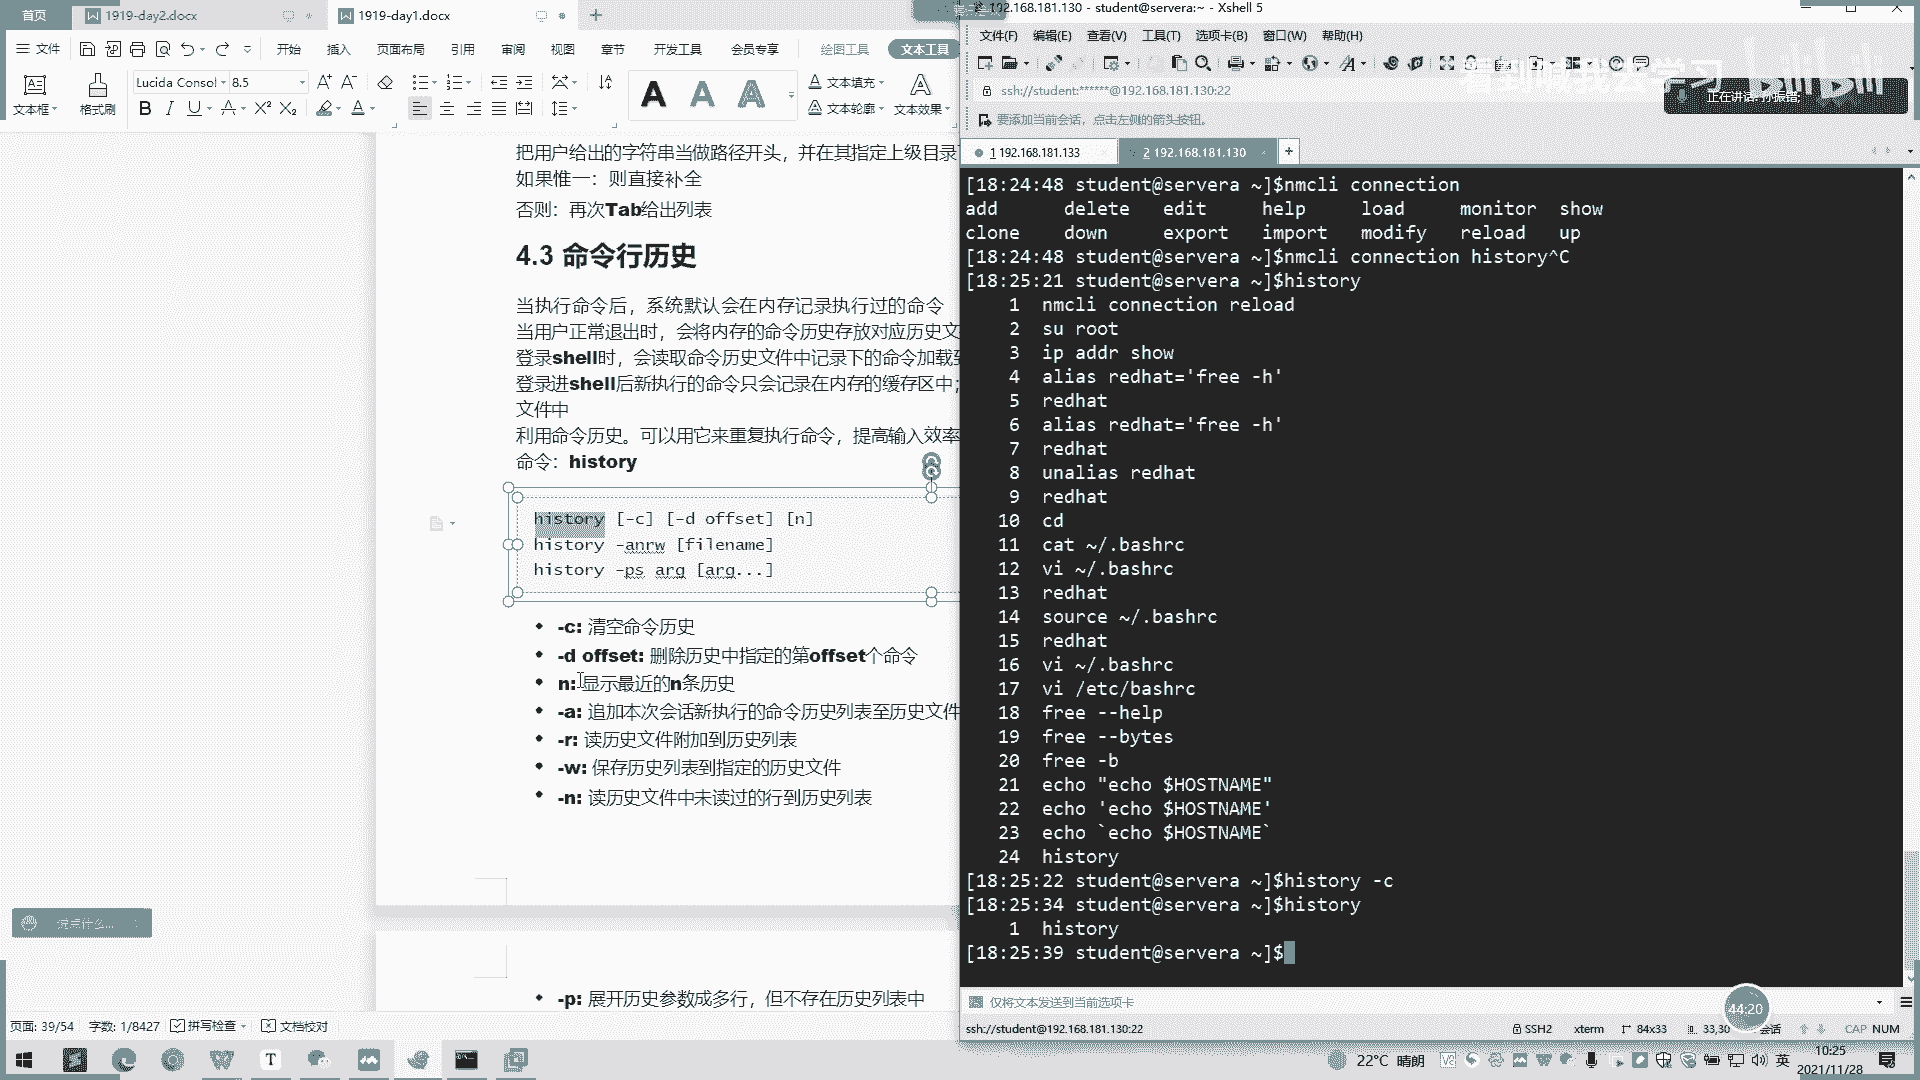 首页
1919-day2.docx
1919-day1.docx
文件
开始
插入
页面布局
引用
审阅
视图
章节
开发工具
会员专享
绘图工具
文本工具
文本框
格式刷
Lucida Consol
8.5
文本填充
文本轮廓
文本效果
把用户给出的字符串当做路径开头，并在其指定上级目录
如果惟一：则直接补全
否则：再次Tab给出列表
4.3 命令行历史
当执行命令后，系统默认会在内存记录执行过的命令
当用户正常退出时，会将内存的命令历史存放对应历史文
登录shell时，会读取命令历史文件中记录下的命令加载到
登录进shell后新执行的命令只会记录在内存的缓存区中；
文件中
利用命令历史。可以用它来重复执行命令，提高输入效率
命令：history
history [-c] [-d offset] [n]
history -anrw [filename]
history -ps arg [arg...]
-c: 清空命令历史
-d offset: 删除历史中指定的第offset个命令
n: 显示最近的n条历史
-a: 追加本次会话新执行的命令历史列表至历史文件
-r: 读历史文件附加到历史列表
-w: 保存历史列表到指定的历史文件
-n: 读历史文件中未读过的行到历史列表
-p: 展开历史参数成多行，但不存在历史列表中
页面: 39/54
字数: 1/8427
拼写检查
文档校对
192.168.181.130 - student@servera:~ - Xshell 5
文件(F)
编辑(E)
查看(V)
工具(T)
选项卡(B)
窗口(W)
帮助(H)
看到喊我去学习
bilibili
ssh://student:******@192.168.181.130:22
要添加当前会话，点击左侧的箭头按钮。
1 192.168.181.133
2 192.168.181.130
[18:24:48 student@servera ~]$nmcli connection
add delete edit help load monitor show
clone down export import modify reload up
[18:24:48 student@servera ~]$nmcli connection history^C
[18:25:21 student@servera ~]$history
1 nmcli connection reload
2 su root
3 ip addr show
4 alias redhat='free -h'
5 redhat
6 alias redhat='free -h'
7 redhat
8 unalias redhat
9 redhat
10 cd
11 cat ~/.bashrc
12 vi ~/.bashrc
13 redhat
14 source ~/.bashrc
15 redhat
16 vi ~/.bashrc
17 vi /etc/bashrc
18 free --help
19 free --bytes
20 free -b
21 echo "echo $HOSTNAME"
22 echo 'echo $HOSTNAME'
23 echo `echo $HOSTNAME`
24 history
[18:25:22 student@servera ~]$history -c
[18:25:34 student@servera ~]$history
1 history
[18:25:39 student@servera ~]$
仅将文本发送到当前选项卡
44:20
ssh://student@192.168.181.130:22
SSH2
xterm
84x33
33,30
会话
CAP
NUM
22°C 晴朗
英
10:25
2021/11/28